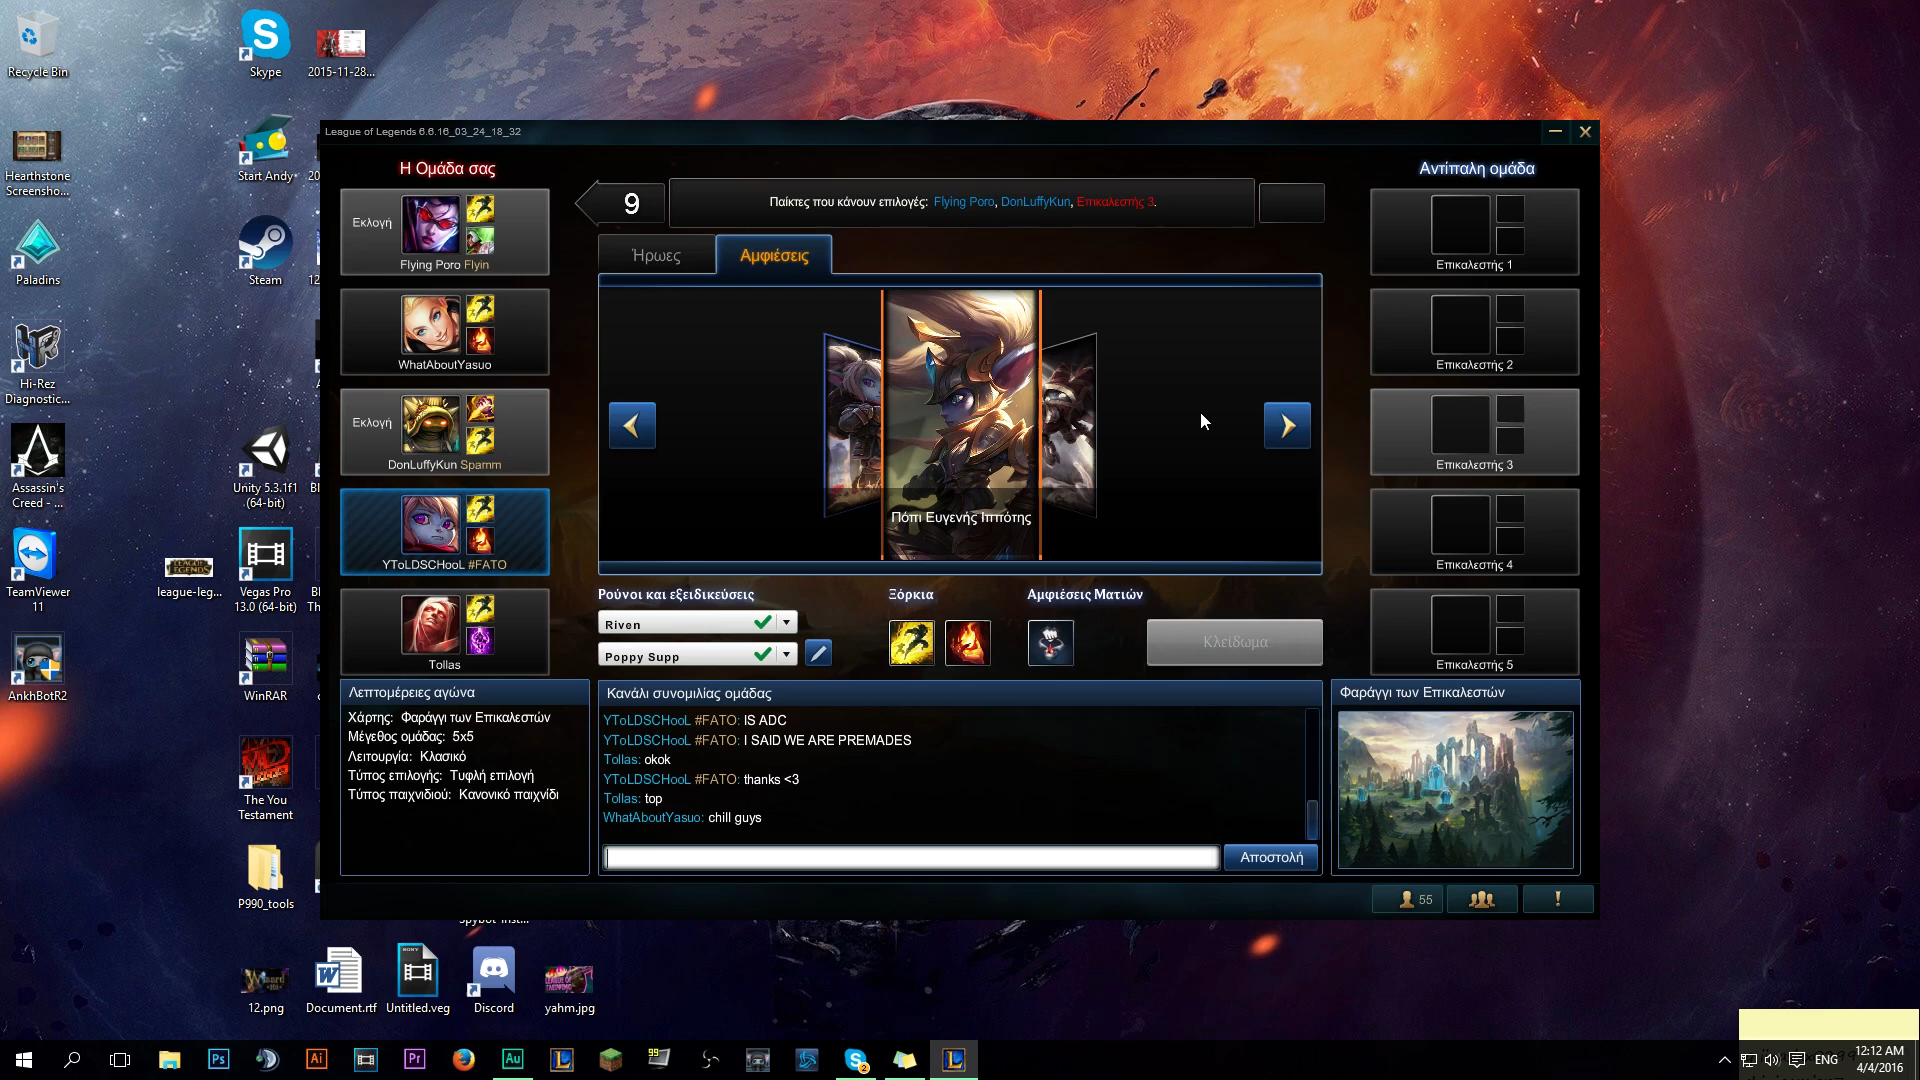 Recycle Bin
Skype
2015-11-28...
Hearthstone
Screensho...
Start Andy
20
Paladins
Steam
12
Hi-Rez
Diagnostic...
Assassin's
Creed - ...
Unity 5.3.1f1
(64-bit)
Bl
TeamViewer
11
league-leg...
Vegas Pro
13.0 (64-bit)
Bl
Th
AnkhBotR2
WinRAR
The You
Testament
P990_tools
12.png
Document.rtf
Untitled.veg
Discord
yahm.jpg
League of Legends 6.6.16_03_24_18_32
Η Ομάδα σας
Εκλογή
Flying Poro Flyin
WhatAboutYasuo
Εκλογή
DonLuffyKun Spamm
YToLDSCHooL #FATO
Tollas
9
Παίκτες που κάνουν επιλογές: Flying Poro, DonLuffyKun, Επικαλεστής 3.
Ήρωες
Αμφιέσεις
Πόπι Ευγενής Ιππότης
Ρούνοι και εξειδικεύσεις
Riven
Poppy Supp
Ξόρκια
Αμφιέσεις Ματιών
Κλείδωμα
Αντίπαλη ομάδα
Επικαλεστής 1
Επικαλεστής 2
Επικαλεστής 3
Επικαλεστής 4
Επικαλεστής 5
Λεπτομέρειες αγώνα
Χάρτης: Φαράγγι των Επικαλεστών
Μέγεθος ομάδας: 5x5
Λειτουργία: Κλασικό
Τύπος επιλογής: Τυφλή επιλογή
Τύπος παιχνιδιού: Κανονικό παιχνίδι
Κανάλι συνομιλίας ομάδας
YToLDSCHooL #FATO: IS ADC
YToLDSCHooL #FATO: I SAID WE ARE PREMADES
Tollas: okok
YToLDSCHooL #FATO: thanks <3
Tollas: top
WhatAboutYasuo: chill guys
Αποστολή
Φαράγγι των Επικαλεστών
55
ENG
12:12 AM
4/4/2016